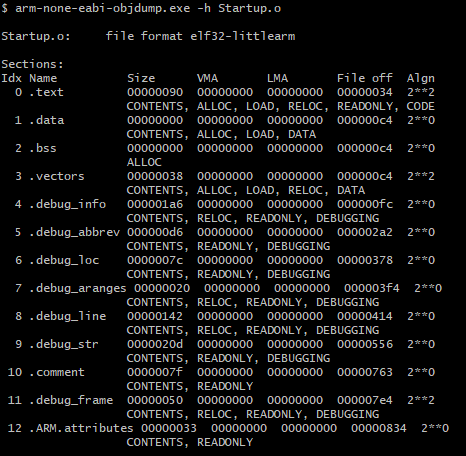 $ arm-none-eabi-objdump.exe -h Startup.o
Startup.o:     file format elf32-littlearm
Sections:
Idx Name          Size      VMA       LMA       File off  Algn
  0 .text         00000090  00000000  00000000  00000034  2**2
                  CONTENTS, ALLOC, LOAD, RELOC, READONLY, CODE
  1 .data         00000000  00000000  00000000  000000c4  2**0
                  CONTENTS, ALLOC, LOAD, DATA
  2 .bss          00000000  00000000  00000000  000000c4  2**0
                  ALLOC
  3 .vectors      00000038  00000000  00000000  000000c4  2**2
                  CONTENTS, ALLOC, LOAD, RELOC, DATA
  4 .debug_info   000001a6  00000000  00000000  000000fc  2**0
                  CONTENTS, RELOC, READONLY, DEBUGGING
  5 .debug_abbrev 000000d6  00000000  00000000  000002a2  2**0
                  CONTENTS, READONLY, DEBUGGING
  6 .debug_loc    0000007c  00000000  00000000  00000378  2**0
                  CONTENTS, READONLY, DEBUGGING
  7 .debug_aranges 00000020  00000000  00000000  000003f4  2**0
                  CONTENTS, RELOC, READONLY, DEBUGGING
  8 .debug_line   00000142  00000000  00000000  00000414  2**0
                  CONTENTS, RELOC, READONLY, DEBUGGING
  9 .debug_str    0000020d  00000000  00000000  00000556  2**0
                  CONTENTS, READONLY, DEBUGGING
 10 .comment      0000007f  00000000  00000000  00000763  2**0
                  CONTENTS, READONLY
 11 .debug_frame  00000050  00000000  00000000  000007e4  2**2
                  CONTENTS, RELOC, READONLY, DEBUGGING
 12 .ARM.attributes 00000033  00000000  00000000  00000834  2**0
                  CONTENTS, READONLY